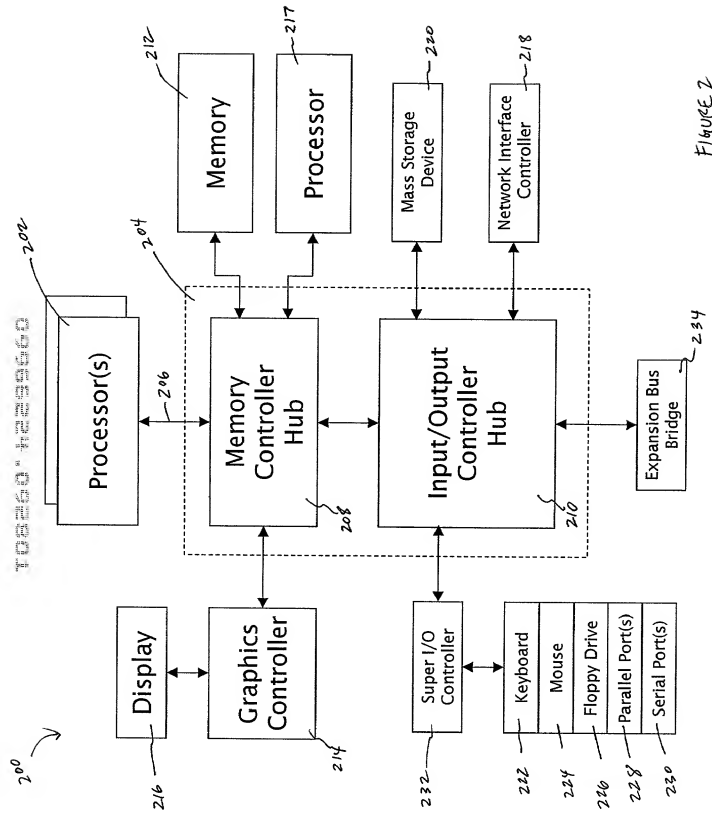 200
Processor(s)
202
206
204
Memory
212
Processor
217
Display
216
Graphics
Controller
214
Memory
Controller
Hub
208
Input/Output
Controller
Hub
210
Mass Storage
Device
220
Network Interface
Controller
218
Super I/O
Controller
232
Keyboard
222
Mouse
224
Floppy Drive
226
Parallel Port(s)
228
Serial Port(s)
230
Expansion Bus
Bridge
234
FIGURE 2